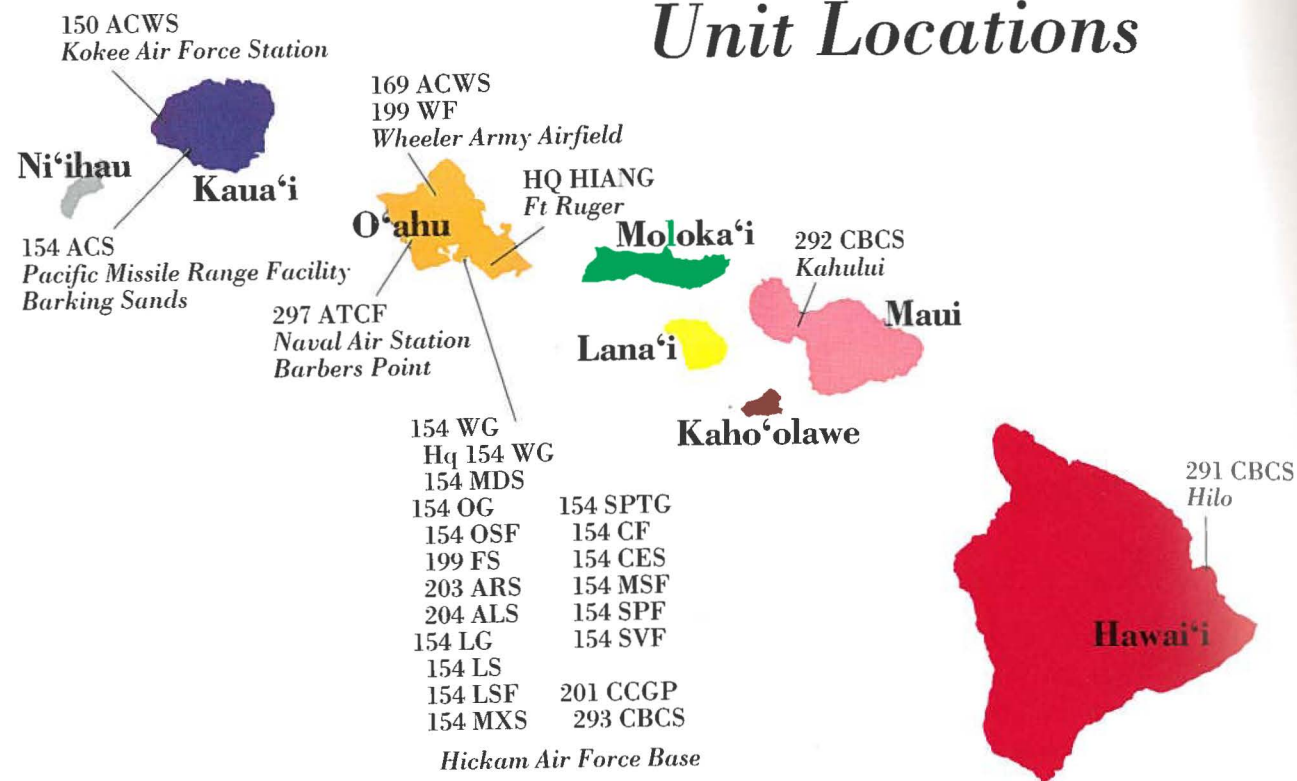 Unit Locations
150 ACWS
Kokee Air Force Station
Ni‘ihau
Kaua‘i
154 ACS
Pacific Missile Range Facility
Barking Sands
169 ACWS
199 WF
Wheeler Army Airfield
HQ HIANG
Ft Ruger
O‘ahu
297 ATCF
Naval Air Station
Barbers Point
Moloka‘i
292 CBCS
Kahului
Maui
Lana‘i
Kaho‘olawe
291 CBCS
Hilo
Hawai‘i
154 WG
Hq 154 WG
154 MDS
154 OG
154 OSF
199 FS
203 ARS
204 ALS
154 LG
154 LS
154 LSF
154 MXS
154 SPTG
154 CF
154 CES
154 MSF
154 SPF
154 SVF
201 CCGP
293 CBCS
Hickam Air Force Base